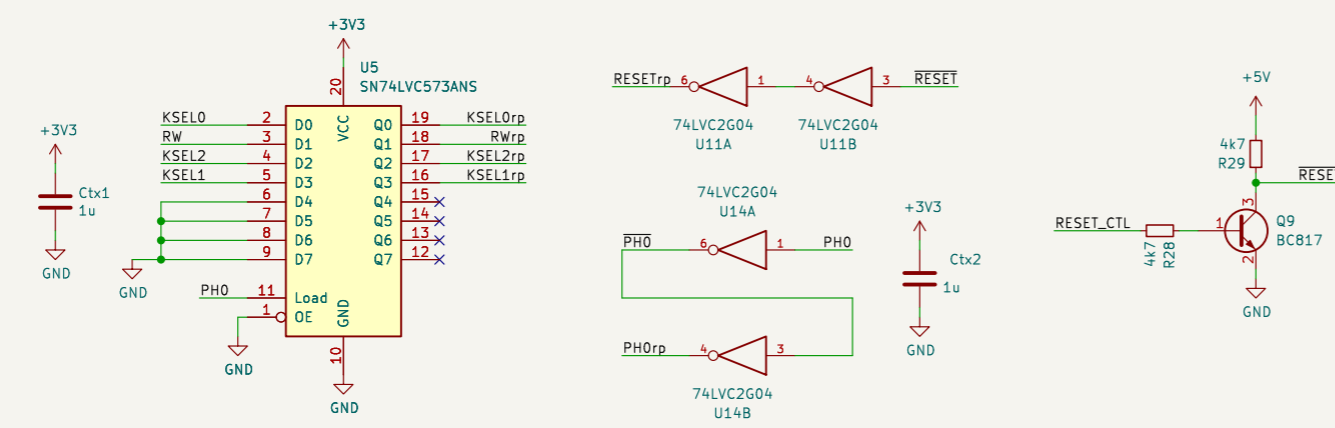 +3V3
Ctx1
1u
GND
+3V3
20
U5
SN74LVC573ANS
VCC
KSEL0 2 D0 Q0 19 KSEL0rp
RW 3 D1 Q1 18 RWrp
KSEL2 4 D2 Q2 17 KSEL2rp
KSEL1 5 D3 Q3 16 KSEL1rp
6 D4 Q4 15
7 D5 Q5 14
8 D6 Q6 13
9 D7 Q7 12
GND
PH0 11 Load
1 OE
GND
GND
10
GND
RESETrp 6 1 4 3 RESET
74LVC2G04 74LVC2G04
U11A U11B
74LVC2G04
U14A
PH0 6 1 PH0
PH0rp 4 3
74LVC2G04
U14B
+3V3
Ctx2
1u
GND
+5V
4k7
R29
RESE
3
Q9
BC817
RESET_CTL 1
4k7
R28
2
GND